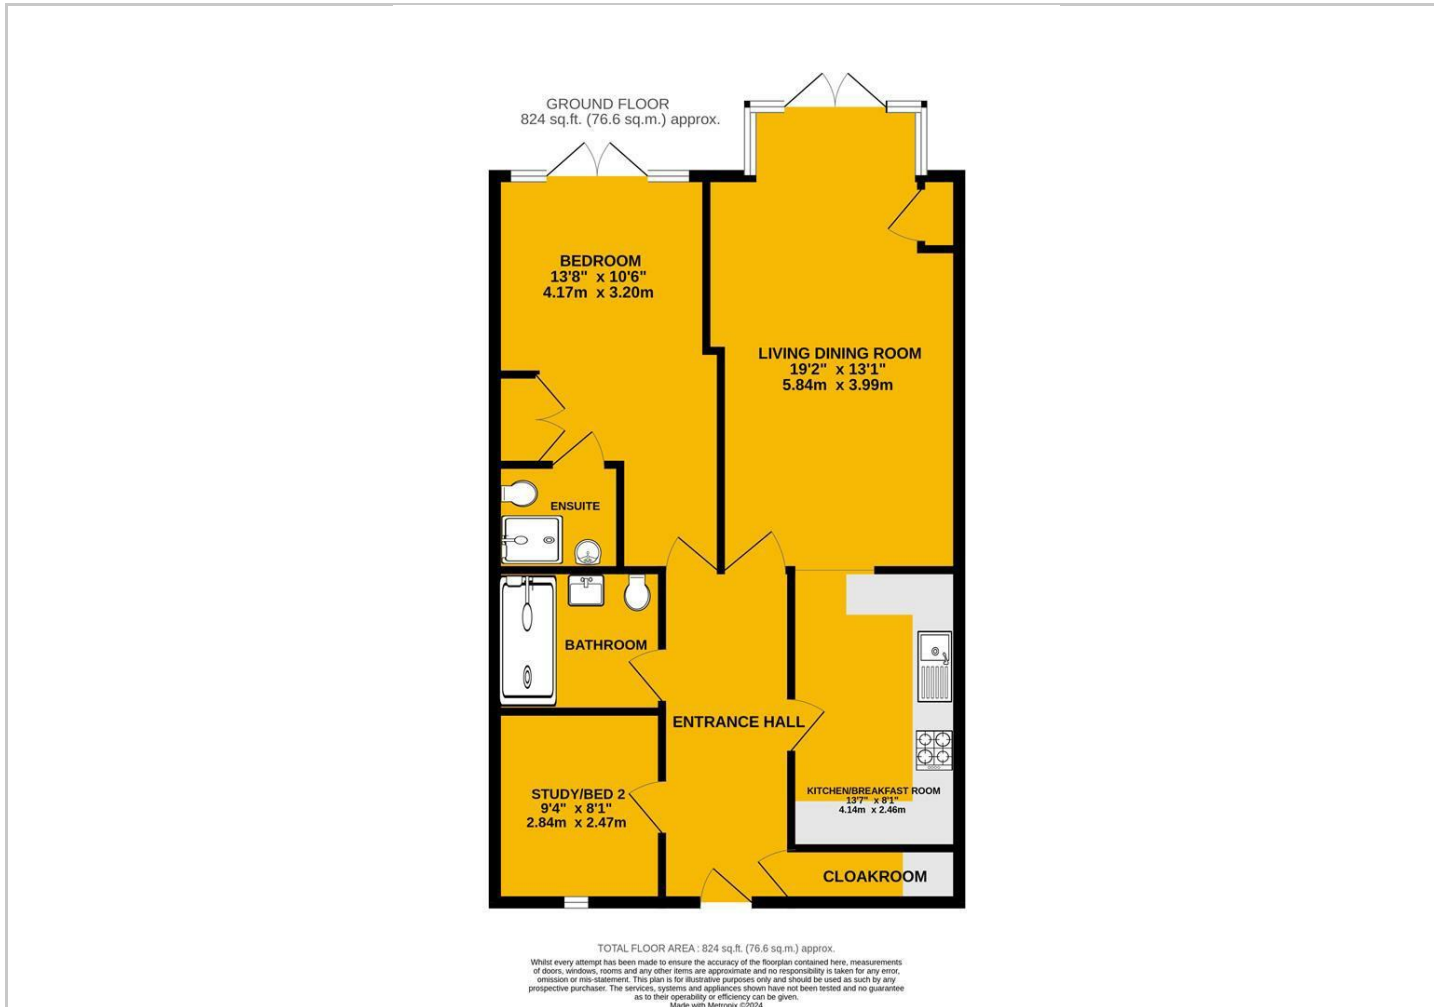 GROUND FLOOR
824 sq.ft. (76.6 sq.m.) approx.
BEDROOM
13'8" x 10'6"
4.17m x 3.20m
LIVING DINING ROOM
19'2" x 13'1"
5.84m x 3.99m
ENSUITE
BATHROOM
ENTRANCE HALL
STUDY/BED 2
9'4" x 8'1"
2.84m x 2.47m
KITCHEN/BREAKFAST ROOM
13'7" x 8'1"
4.14m x 2.46m
CLOAKROOM
TOTAL FLOOR AREA : 824 sq.ft. (76.6 sq.m.) approx.
Whilst every attempt has been made to ensure the accuracy of the floorplan contained here, measurements
of doors, windows, rooms and any other items are approximate and no responsibility is taken for any error,
omission or mis-statement. This plan is for illustrative purposes only and should be used as such by any
prospective purchaser. The services, systems and appliances shown have not been tested and no guarantee
as to their operability or efficiency can be given.
Made with Metropix ©2024